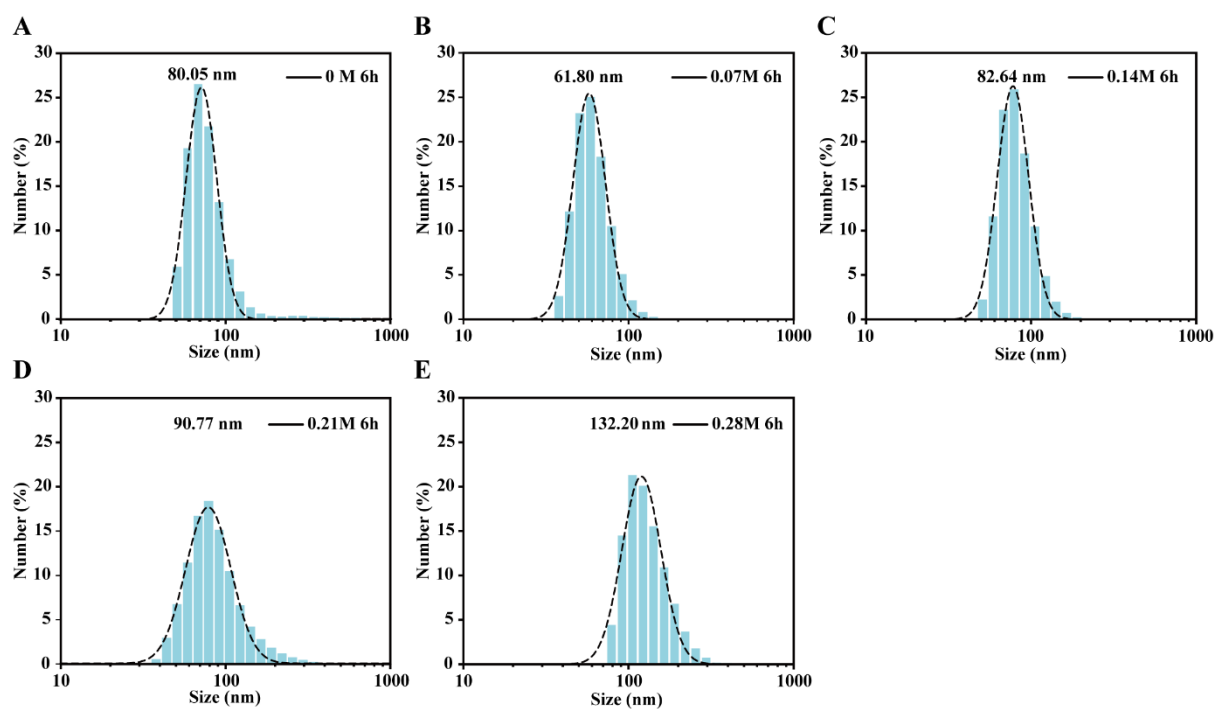 A
80.05 nm
0 M 6h
30
25
20
15
10
5
0
Number (%)
10
100
1000
Size (nm)
B
61.80 nm
0.07M 6h
30
25
20
15
10
5
0
Number (%)
10
100
1000
Size (nm)
C
82.64 nm
0.14M 6h
30
25
20
15
10
5
0
Number (%)
10
100
1000
Size (nm)
D
90.77 nm
0.21M 6h
30
25
20
15
10
5
0
Number (%)
10
100
1000
Size (nm)
E
132.20 nm
0.28M 6h
30
25
20
15
10
5
0
Number (%)
10
100
1000
Size (nm)